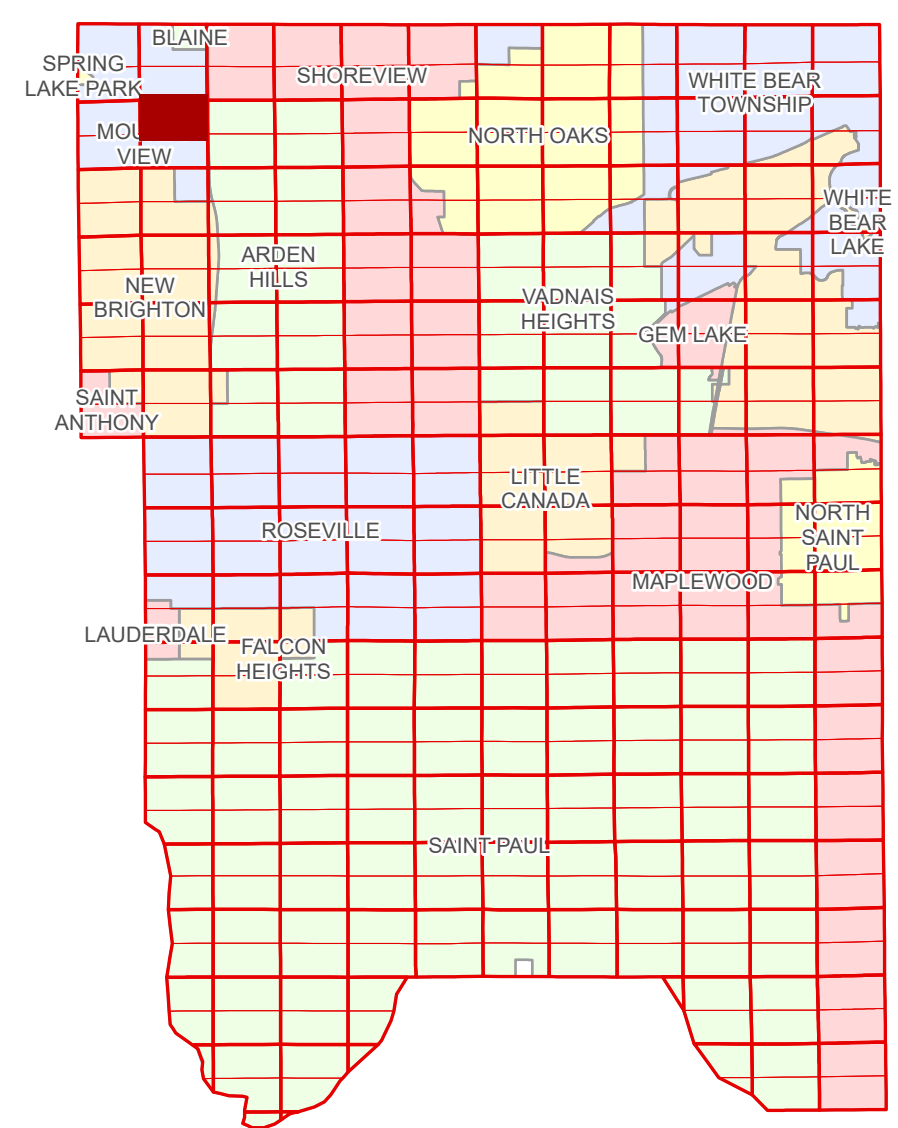 BLAINE
SPRING
LAKE PARK
SHOREVIEW
WHITE BEAR
TOWNSHIP
MOU
VIEW
NORTH OAKS
WHITE
BEAR
LAKE
ARDEN
HILLS
NEW
BRIGHTON
VADNAIS
HEIGHTS
GEM LAKE
SAINT
ANTHONY
LITTLE
CANADA
NORTH
SAINT
PAUL
ROSEVILLE
MAPLEWOOD
LAUDERDALE
FALCON
HEIGHTS
SAINT PAUL